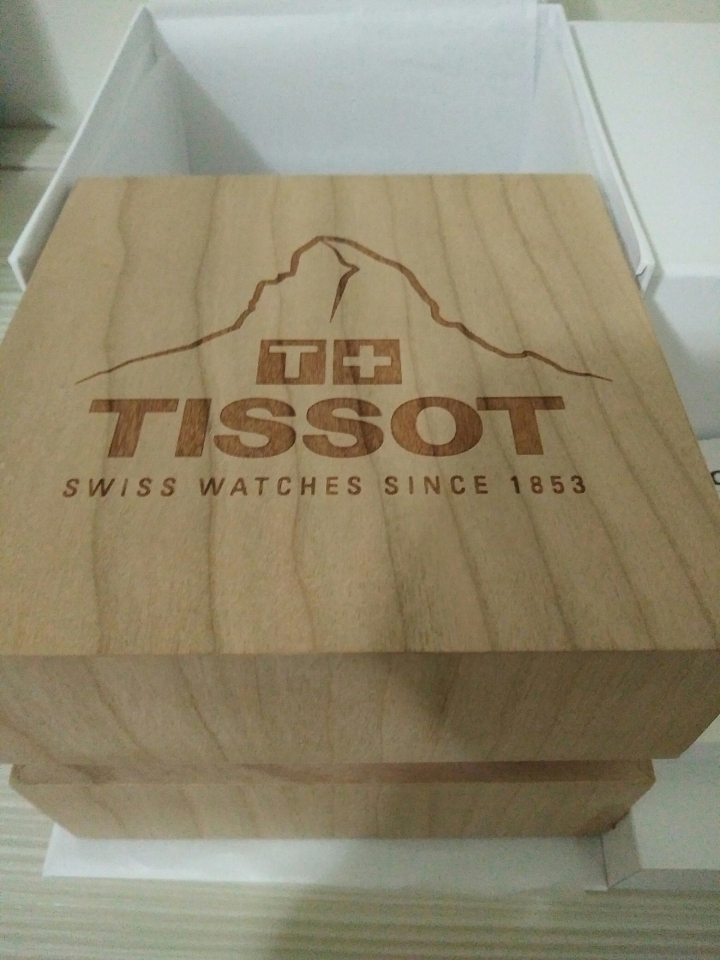 T+
TISSOT
SWISS WATCHES SINCE 1853